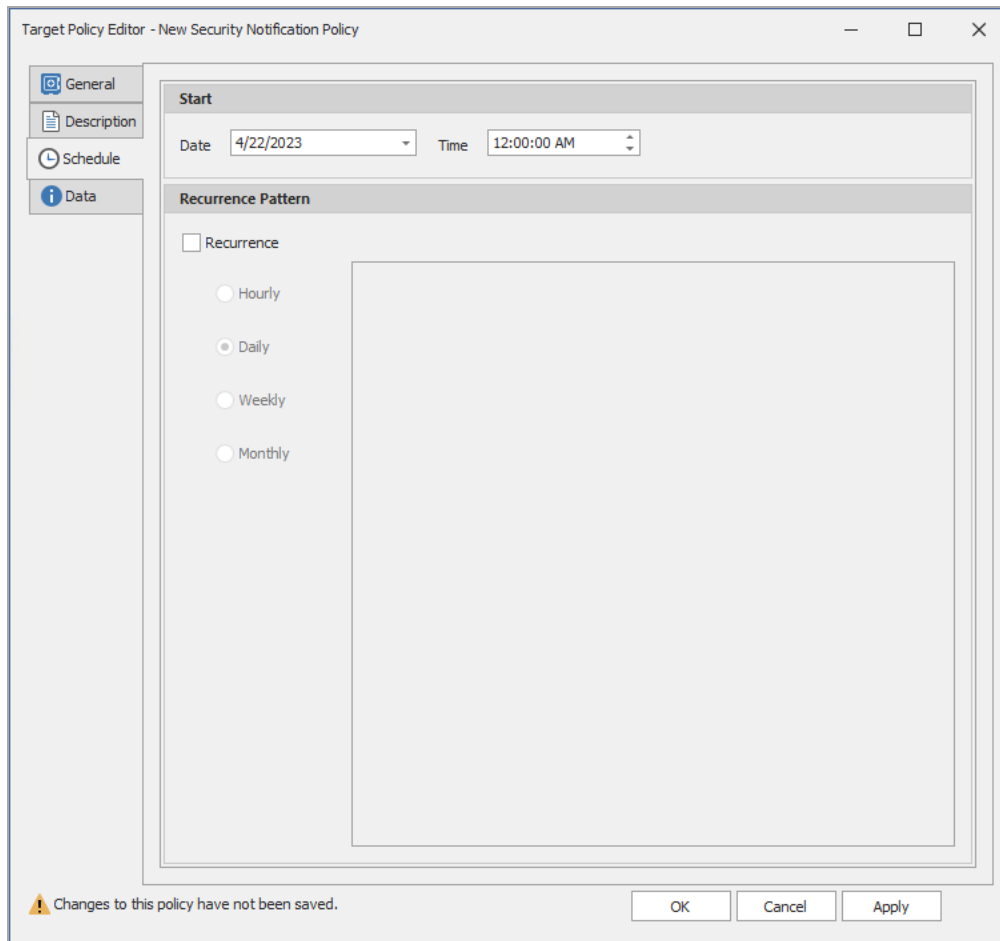 Target Policy Editor - New Security Notification Policy
General
Description
Schedule
Data
Start
Date 4/22/2023 Time 12:00:00 AM
Recurrence Pattern
Recurrence
Hourly
Daily
Weekly
Monthly
Changes to this policy have not been saved.
OK Cancel Apply